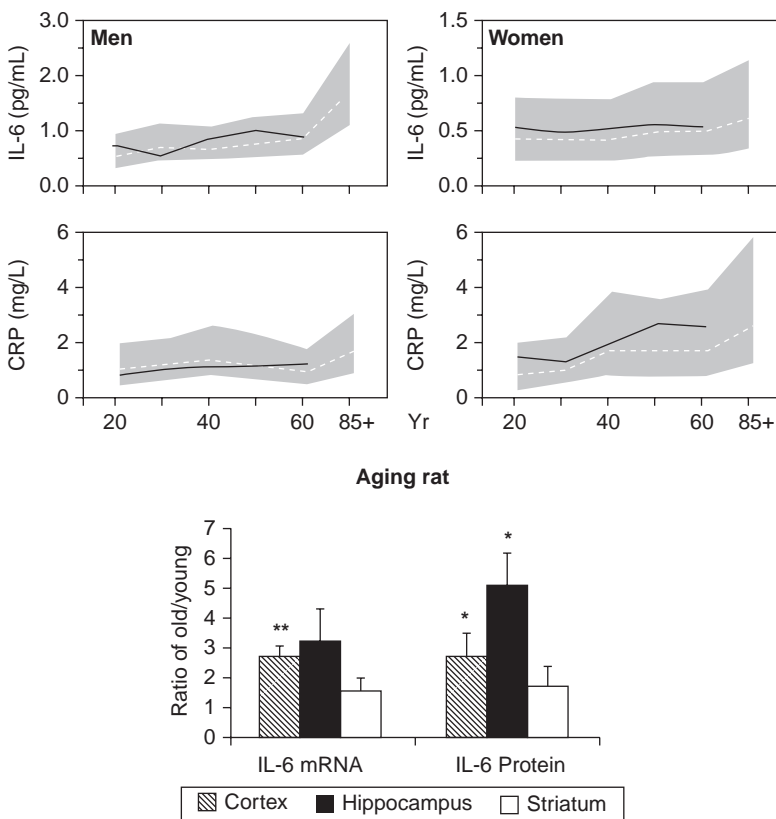 Men
Women
IL-6 (pg/mL)
3.0
2.0
1.0
0.0
IL-6 (pg/mL)
1.5
1.0
0.5
0.0
CRP (mg/L)
6
4
2
0
CRP (mg/L)
6
4
2
0
20 40 60 85+ Yr 20 40 60 85+
Aging rat
Ratio of old/young
7
6
5
4
3
2
1
0
**
*
*
IL-6 mRNA IL-6 Protein
Cortex Hippocampus Striatum